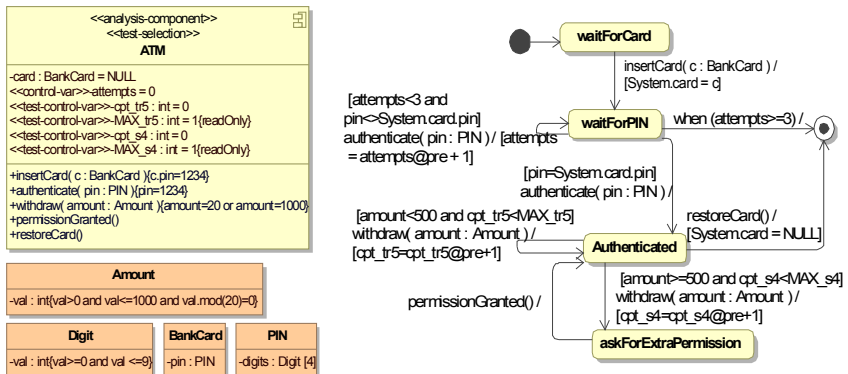 <<analysis-component>>
<<test-selection>>
ATM
-card : BankCard = NULL
<<control-var>>-attempts = 0
<<test-control-var>>-cpt_tr5 : int = 0
<<test-control-var>>-MAX_tr5 : int = 1{readOnly}
<<test-control-var>>-cpt_s4 : int = 0
<<test-control-var>>-MAX_s4 : int = 1{readOnly}
+insertCard( c : BankCard ){c.pin=1234}
+authenticate( pin : PIN ){pin=1234}
+withdraw( amount : Amount ){amount=20 or amount=1000}
+permissionGranted()
+restoreCard()
Amount
-val : int{val>0 and val<=1000 and val.mod(20)=0}
Digit
-val : int{val>=0 and val <=9}
BankCard
-pin : PIN
PIN
-digits : Digit [4]
waitForCard
insertCard( c : BankCard ) /
[System.card = c]
[attempts<3 and
pin<>System.card.pin]
authenticate( pin : PIN ) / [attempts
= attempts@pre + 1]
waitForPIN
when (attempts>=3) /
[pin=System.card.pin]
authenticate( pin : PIN ) /
[amount<500 and cpt_tr5<MAX_tr5]
withdraw( amount : Amount ) /
[cpt_tr5=cpt_tr5@pre+1]
restoreCard() /
[System.card = NULL]
Authenticated
[amount>=500 and cpt_s4<MAX_s4]
withdraw( amount : Amount ) /
[cpt_s4=cpt_s4@pre+1]
permissionGranted() /
askForExtraPermission